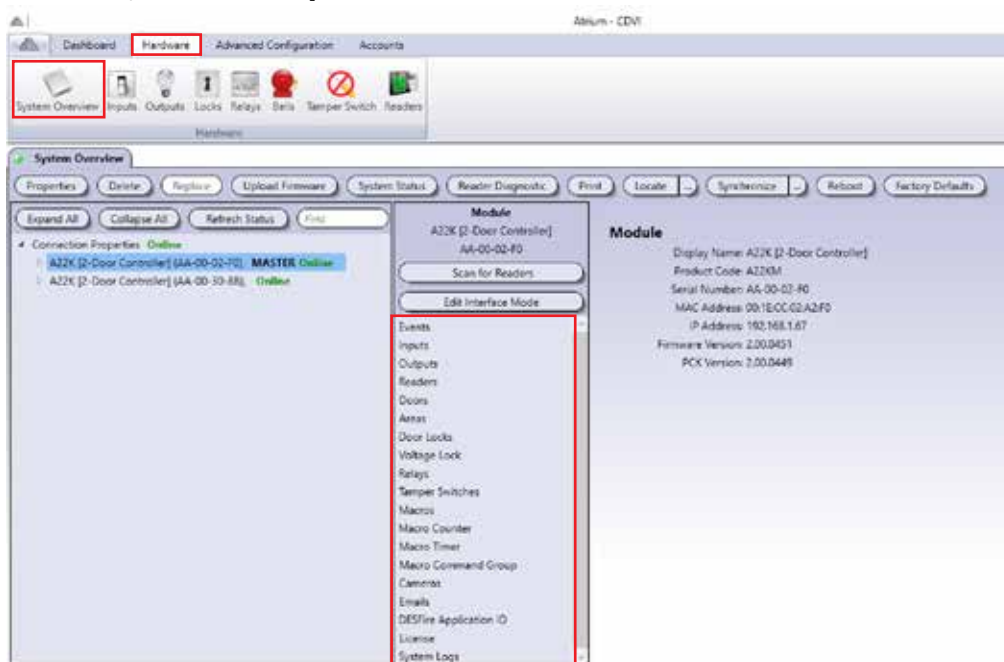 Atrium - CDVI
Dashboard Hardware Advanced Configuration Accounts
System Overview Inputs Outputs Locks Relays Bells Tamper Switch Readers
Hardware
System Overview
Properties Delete Replace Upload Firmware System Status Reader Diagnostic Print Locate ... Synchronize ... Reboot Factory Defaults
Expand All Collapse All Refresh Status Find
Connection Properties Online
A22K [2-Door Controller] (AA-00-02-F0), MASTER Online
A22K [2-Door Controller] (AA-00-30-88), Online
Module
A22K [2-Door Controller]
AA-00-02-F0
Scan for Readers
Edit Interface Mode
Events
Inputs
Outputs
Readers
Doors
Areas
Door Locks
Voltage Lock
Relays
Tamper Switches
Macros
Macro Counter
Macro Timer
Macro Command Group
Cameras
Emails
DESFire Application ID
License
System Logs
Module
Display Name: A22K [2-Door Controller]
Product Code: A22KM
Serial Number: AA-00-02-F0
MAC Address: 00:1E:CC:02:A2:F0
IP Address: 192.168.1.67
Firmware Version: 2.00.0451
PCK Version: 2.00.0449